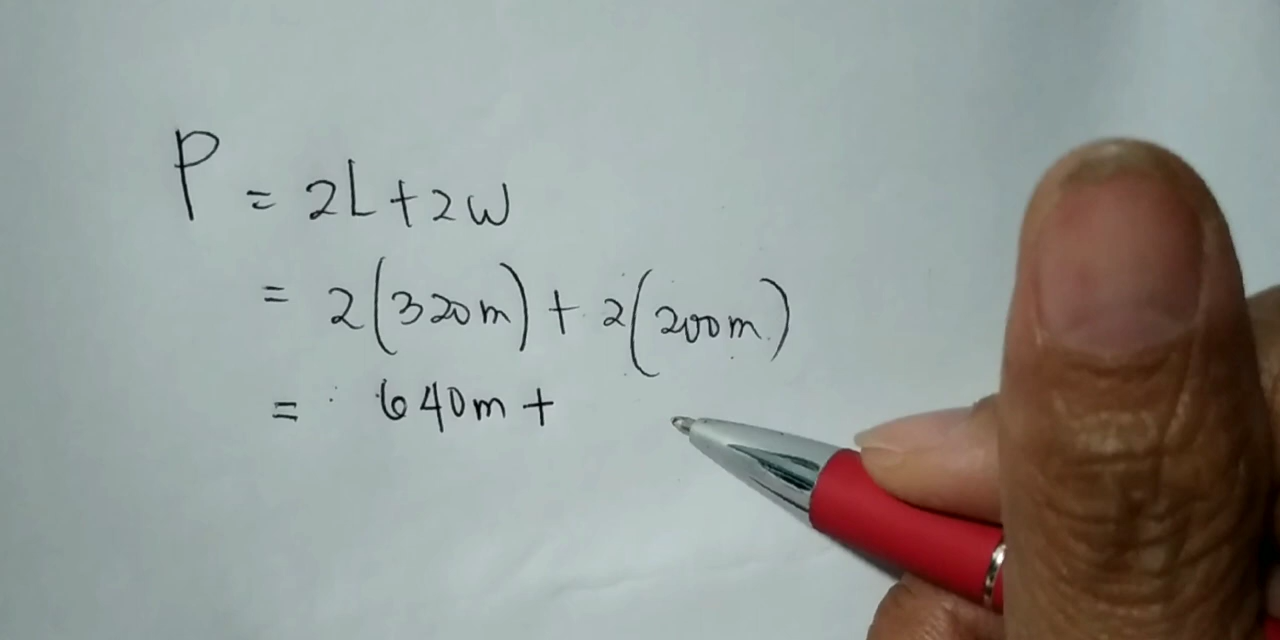 P = 2L + 2W
= 2(320m) + 2(200m)
= 640m +